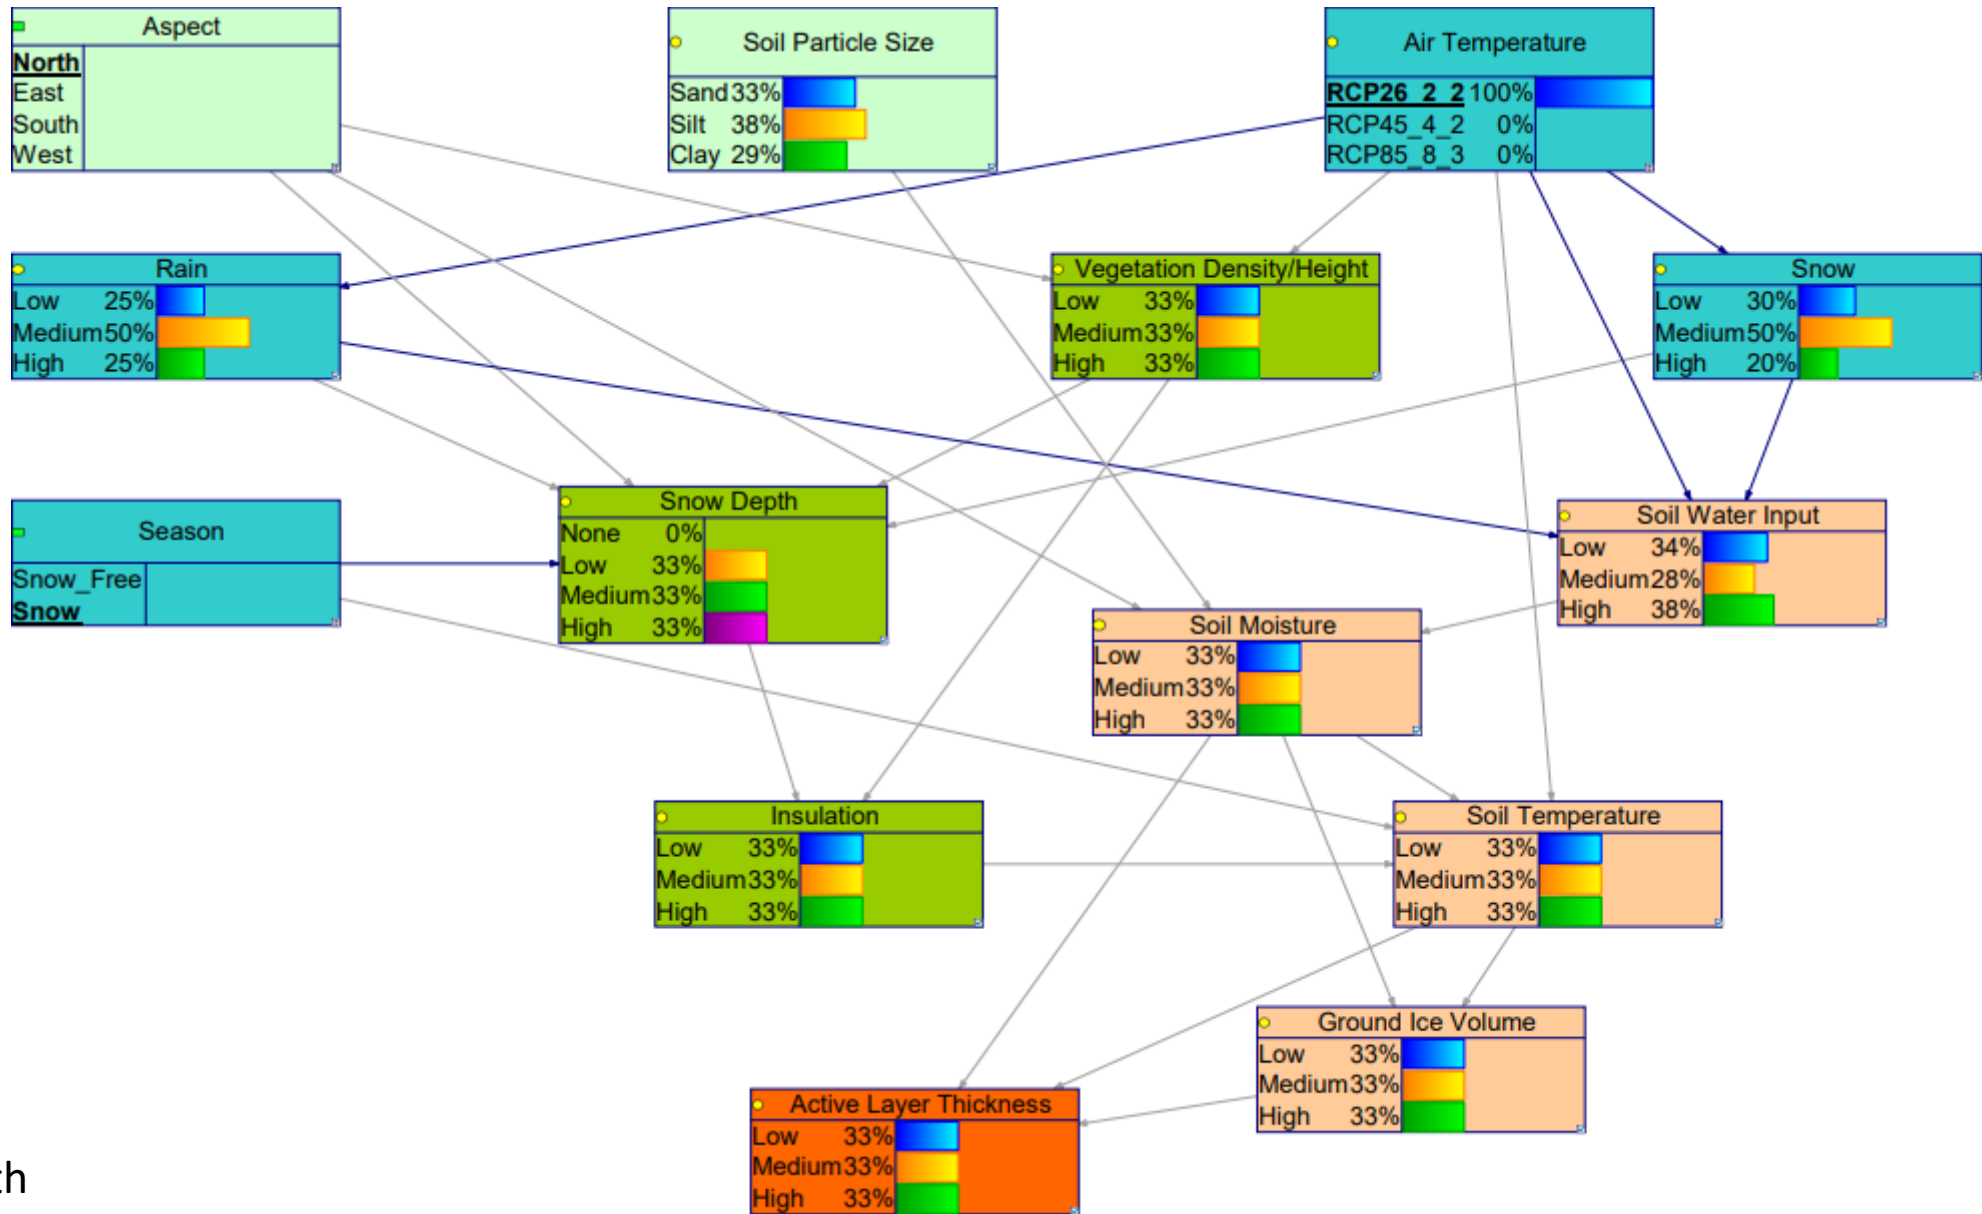 Aspect
North
East
South
West
Soil Particle Size
Sand 33%
Silt 38%
Clay 29%
Air Temperature
RCP26_2_2 100%
RCP45_4_2 0%
RCP85_8_3 0%
Rain
Low 25%
Medium 50%
High 25%
Vegetation Density/Height
Low 33%
Medium 33%
High 33%
Snow
Low 30%
Medium 50%
High 20%
Season
Snow_Free
Snow
Snow Depth
None 0%
Low 33%
Medium 33%
High 33%
Soil Water Input
Low 34%
Medium 28%
High 38%
Soil Moisture
Low 33%
Medium 33%
High 33%
Insulation
Low 33%
Medium 33%
High 33%
Soil Temperature
Low 33%
Medium 33%
High 33%
Ground Ice Volume
Low 33%
Medium 33%
High 33%
Active Layer Thickness
Low 33%
Medium 33%
High 33%